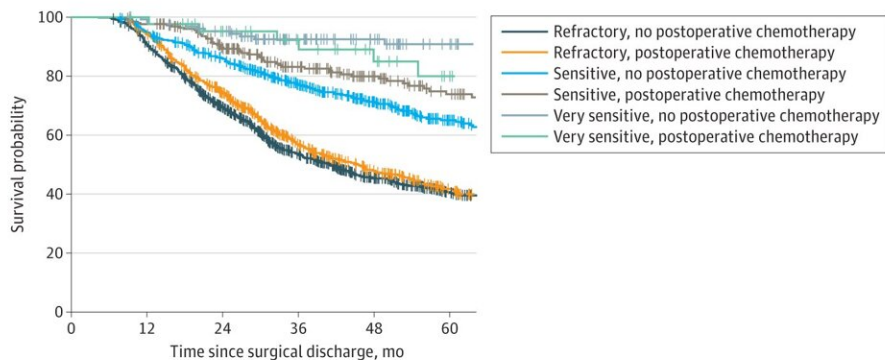 100
80
60
40
20
0
Survival probability
0 12 24 36 48 60
Time since surgical discharge, mo
Refractory, no postoperative chemotherapy
Refractory, postoperative chemotherapy
Sensitive, no postoperative chemotherapy
Sensitive, postoperative chemotherapy
Very sensitive, no postoperative chemotherapy
Very sensitive, postoperative chemotherapy